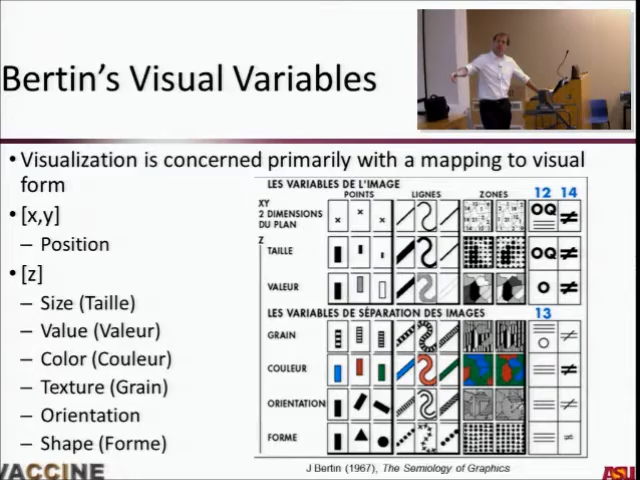 Bertin's Visual Variables
• Visualization is concerned primarily with a mapping to visual
form
• [x,y]
– Position
• [z]
– Size (Taille)
– Value (Valeur)
– Color (Couleur)
– Texture (Grain)
– Orientation
– Shape (Forme)
LES VARIABLES DE L'IMAGE
POINTS LIGNES ZONES 12 14
XY
2 DIMENSIONS
DU PLAN
OQ ≠
Z
TAILLE OQ ≠
VALEUR O ≠
LES VARIABLES DE SÉPARATION DES IMAGES 13
GRAIN ≡ O ≠
COULEUR ≡ ≠
ORIENTATION ≡ ≠
FORME ≡ ≠
J Bertin (1967), The Semiology of Graphics
VACCINE
ASU